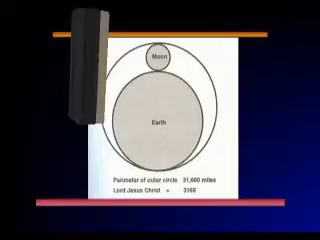 Moon
Earth
Perimeter of outer circle 31,680 miles
Lord Jesus Christ = 3168